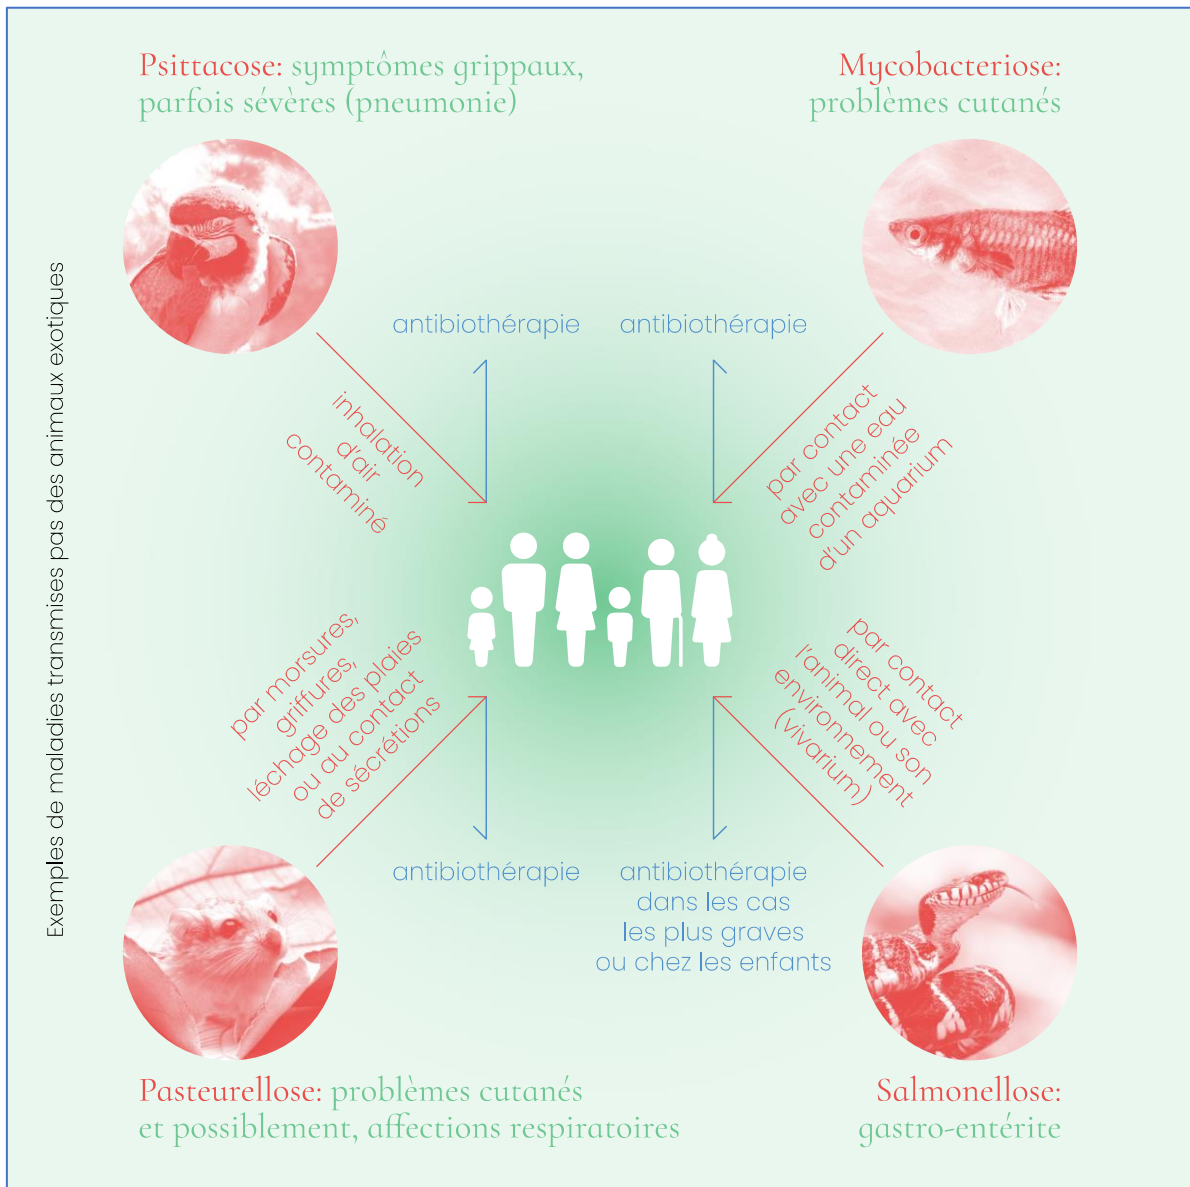 Psittacose: symptômes grippaux,
parfois sévères (pneumonie)
Mycobacteriose:
problèmes cutanés
Exemples de maladies transmises pas des animaux exotiques
antibiothérapie
antibiothérapie
inhalation
d'air
contaminé
par contact
avec une eau
contaminée
d'un aquarium
par morsures,
griffures,
léchage des plaies
ou au contact
de sécrétions
par contact
direct avec
l'animal ou son
environnement
(vivarium)
antibiothérapie
antibiothérapie
dans les cas
les plus graves
ou chez les enfants
Pasteurellose: problèmes cutanés
et possiblement, affections respiratoires
Salmonellose:
gastro-entérite